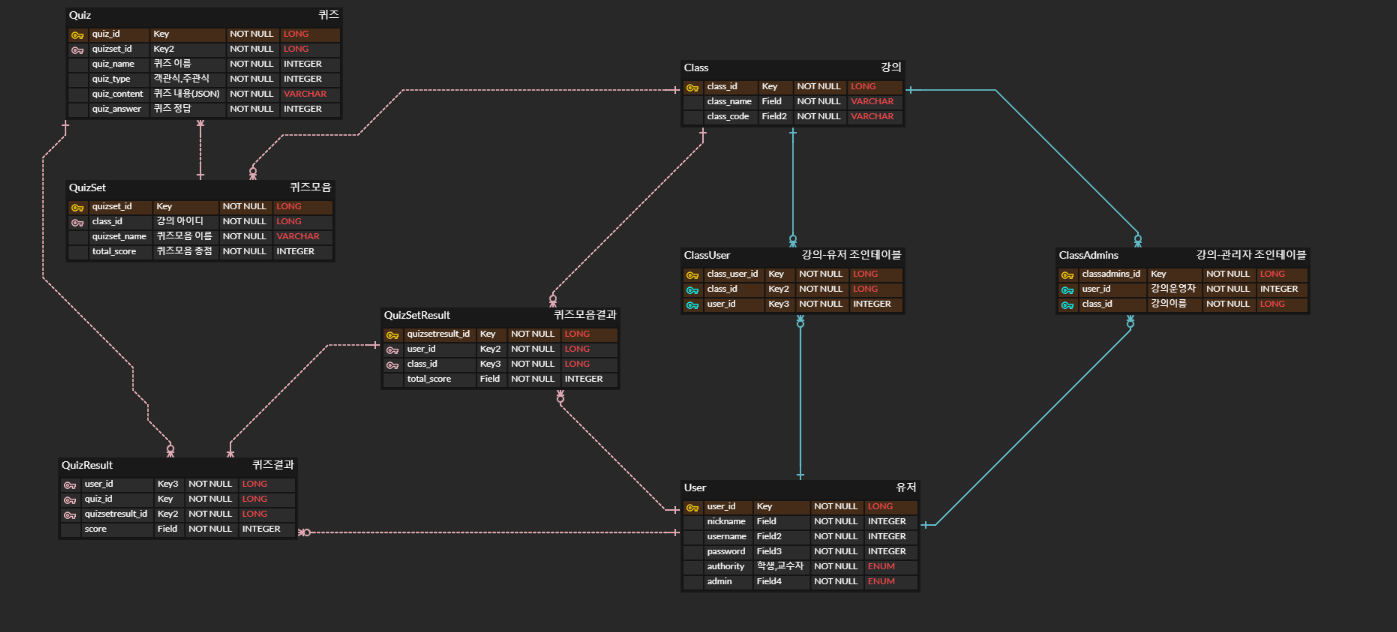 Quiz 퀴즈
quiz_id Key NOT NULL LONG
quizset_id Key2 NOT NULL LONG
quiz_name 퀴즈 이름 NOT NULL INTEGER
quiz_type 객관식,주관식 NOT NULL INTEGER
quiz_content 퀴즈 내용(JSON) NOT NULL VARCHAR
quiz_answer 퀴즈 정답 NOT NULL INTEGER
Class 강의
class_id Key NOT NULL LONG
class_name Field NOT NULL VARCHAR
class_code Field2 NOT NULL VARCHAR
QuizSet 퀴즈모음
quizset_id Key NOT NULL LONG
class_id 강의 아이디 NOT NULL LONG
quizset_name 퀴즈모음 이름 NOT NULL VARCHAR
total_score 퀴즈모음 총점 NOT NULL INTEGER
ClassUser 강의-유저 조인테이블
class_user_id Key NOT NULL LONG
class_id Key2 NOT NULL LONG
user_id Key3 NOT NULL INTEGER
ClassAdmins 강의-관리자 조인테이블
classadmins_id Key NOT NULL LONG
user_id 강의운영자 NOT NULL INTEGER
class_id 강의이름 NOT NULL LONG
QuizSetResult 퀴즈모음결과
quizsetresult_id Key NOT NULL LONG
user_id Key2 NOT NULL LONG
class_id Key3 NOT NULL LONG
total_score Field NOT NULL INTEGER
QuizResult 퀴즈결과
user_id Key3 NOT NULL LONG
quiz_id Key NOT NULL LONG
quizsetresult_id Key2 NOT NULL LONG
score Field NOT NULL INTEGER
User 유저
user_id Key NOT NULL LONG
nickname Field NOT NULL INTEGER
username Field2 NOT NULL INTEGER
password Field3 NOT NULL INTEGER
authority 학생,교수자 NOT NULL ENUM
admin Field4 NOT NULL ENUM